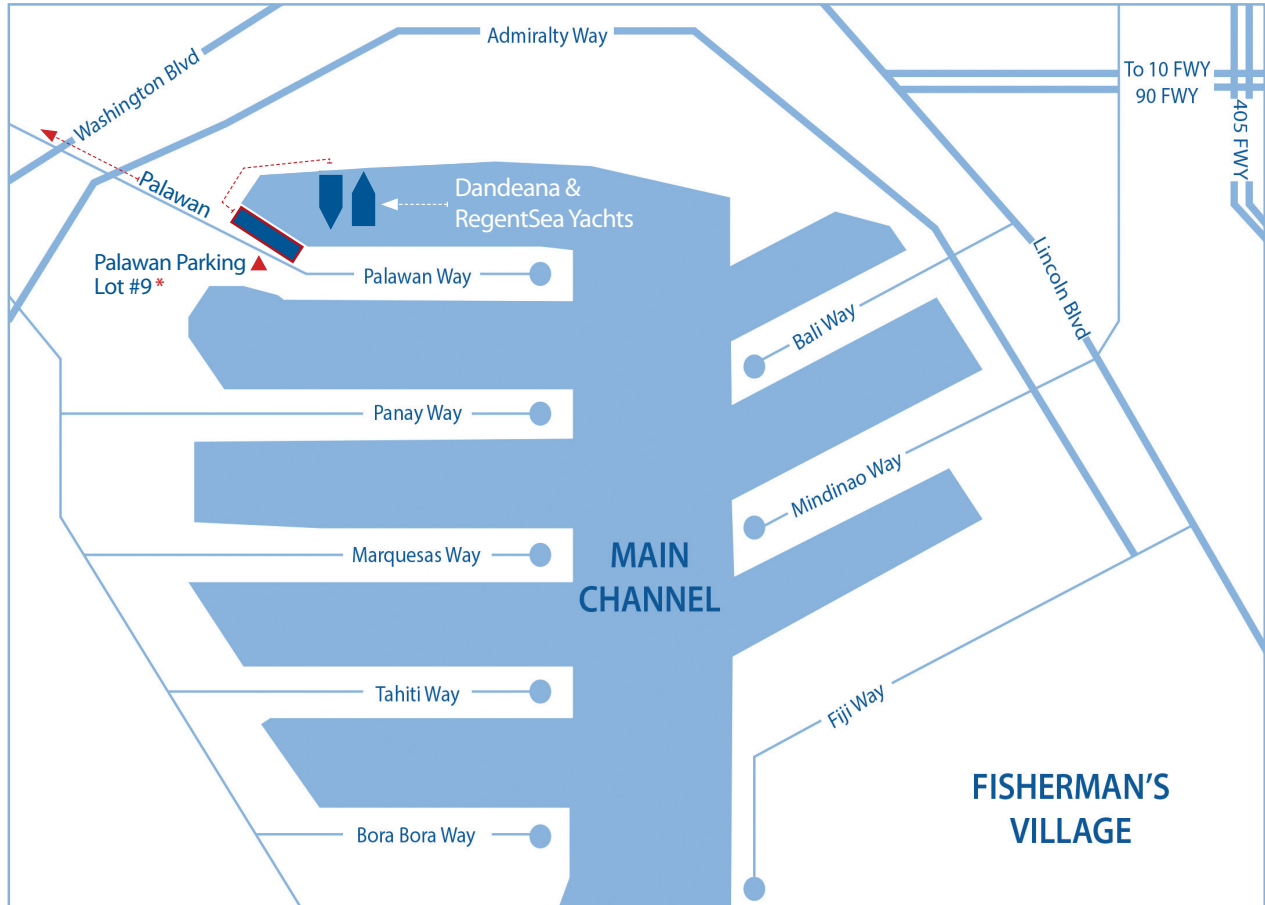 Admiralty Way
Washington Blvd
To 10 FWY
90 FWY
405 FWY
Palawan
Dandeana &
RegentSea Yachts
Palawan Parking
Lot #9*
Palawan Way
Bali Way
Lincoln Blvd
Panay Way
Mindinao Way
Marquesas Way
MAIN
CHANNEL
Tahiti Way
Fiji Way
FISHERMAN'S
VILLAGE
Bora Bora Way